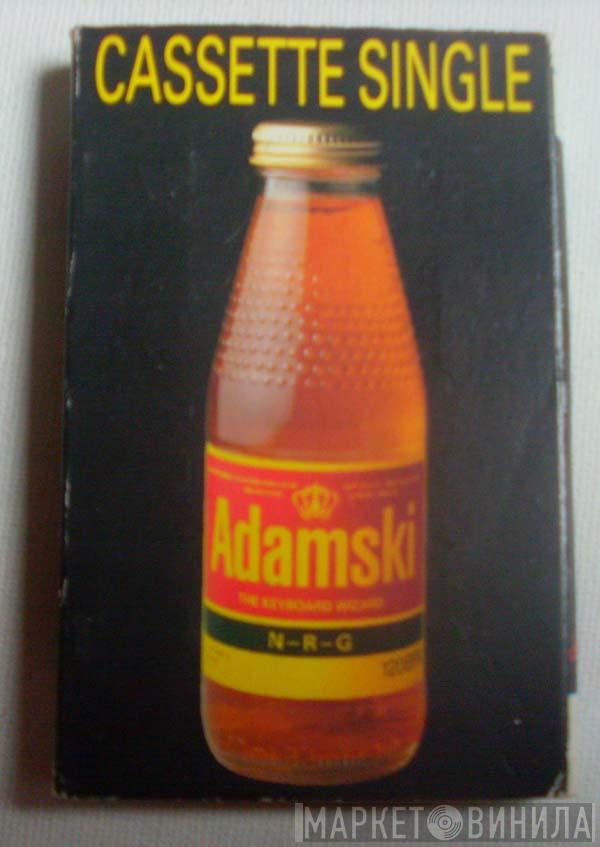 CASSETTE SINGLE
Adamski
THE KEYBOARD WIZARD
N-R-G
МАРКЕТ ВИНИЛА